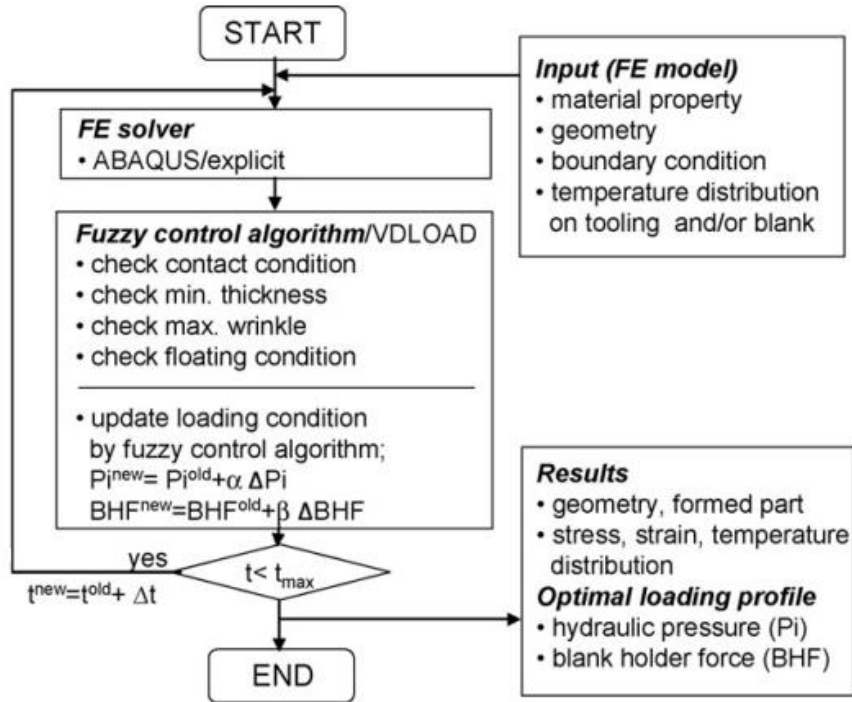 START
Input (FE model)
• material property
• geometry
• boundary condition
• temperature distribution
on tooling and/or blank
FE solver
• ABAQUS/explicit
Fuzzy control algorithm/VDLOAD
• check contact condition
• check min. thickness
• check max. wrinkle
• check floating condition
• update loading condition
by fuzzy control algorithm;
Pi^new= Pi^old+α ΔPi
BHF^new=BHF^old+β ΔBHF
yes
t< t_max
t^new=t^old+ Δt
END
Results
• geometry, formed part
• stress, strain, temperature
distribution
Optimal loading profile
• hydraulic pressure (Pi)
• blank holder force (BHF)